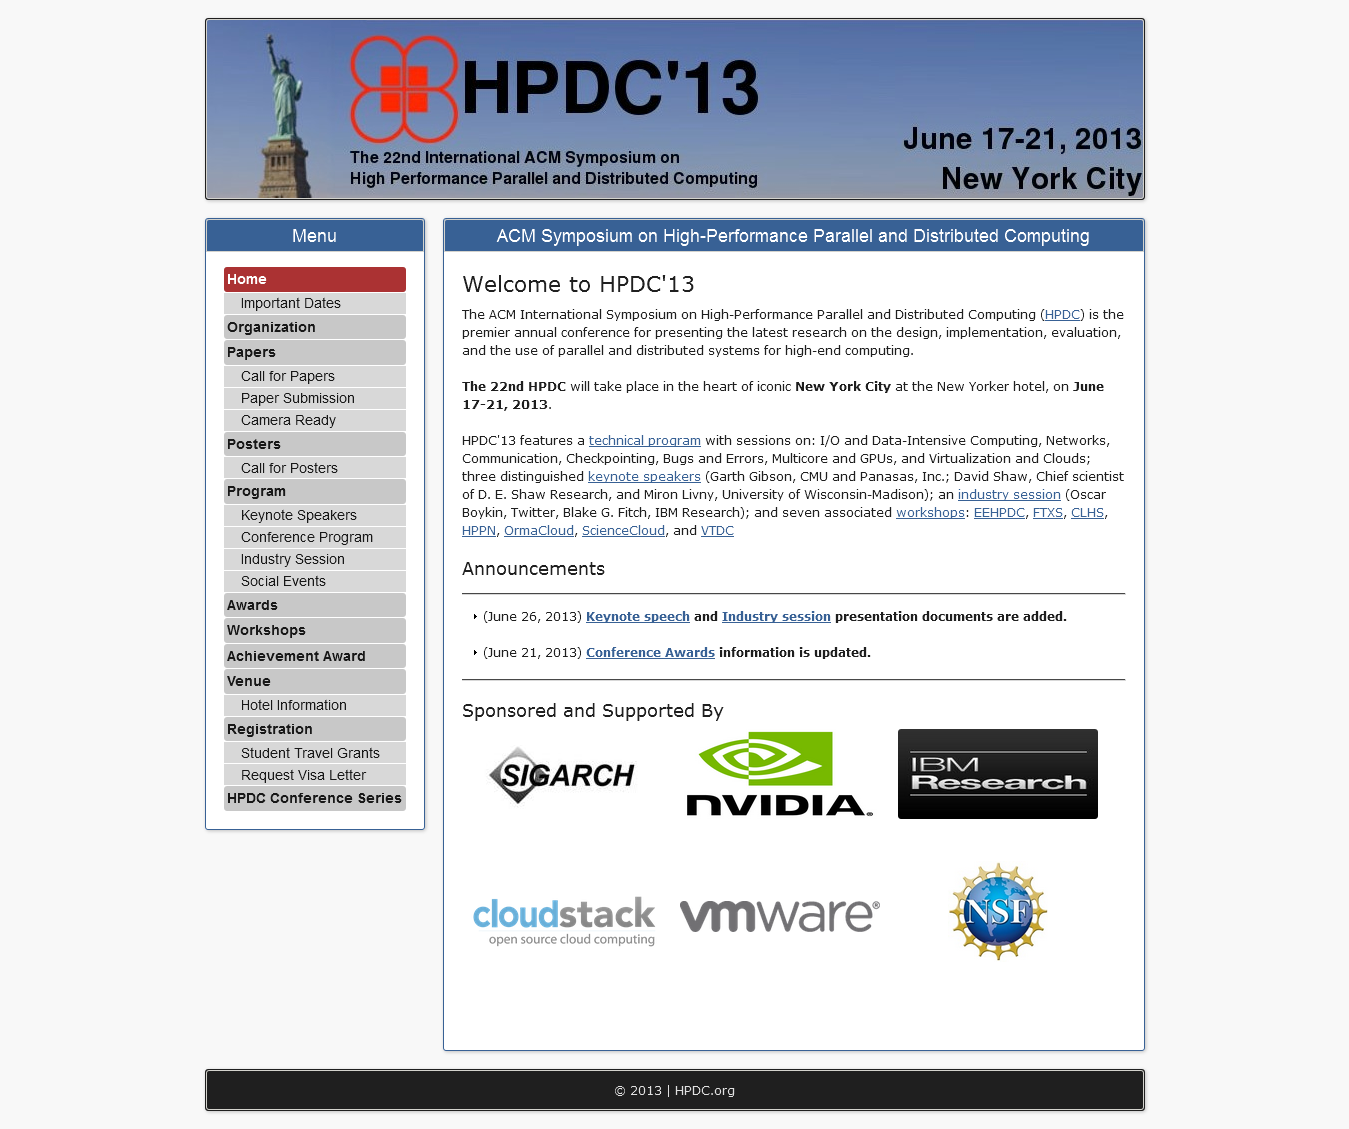 HPDC'13
The 22nd International ACM Symposium on
High Performance Parallel and Distributed Computing
June 17-21, 2013
New York City
Menu
Home
Important Dates
Organization
Papers
Call for Papers
Paper Submission
Camera Ready
Posters
Call for Posters
Program
Keynote Speakers
Conference Program
Industry Session
Social Events
Awards
Workshops
Achievement Award
Venue
Hotel Information
Registration
Student Travel Grants
Request Visa Letter
HPDC Conference Series
ACM Symposium on High-Performance Parallel and Distributed Computing
Welcome to HPDC'13
The ACM International Symposium on High-Performance Parallel and Distributed Computing (HPDC) is the
premier annual conference for presenting the latest research on the design, implementation, evaluation,
and the use of parallel and distributed systems for high-end computing.
The 22nd HPDC will take place in the heart of iconic New York City at the New Yorker hotel, on June
17-21, 2013.
HPDC'13 features a technical program with sessions on: I/O and Data-Intensive Computing, Networks,
Communication, Checkpointing, Bugs and Errors, Multicore and GPUs, and Virtualization and Clouds;
three distinguished keynote speakers (Garth Gibson, CMU and Panasas, Inc.; David Shaw, Chief scientist
of D. E. Shaw Research, and Miron Livny, University of Wisconsin-Madison); an industry session (Oscar
Boykin, Twitter, Blake G. Fitch, IBM Research); and seven associated workshops: EEHPDC, FTXS, CLHS,
HPPN, OrmaCloud, ScienceCloud, and VTDC
Announcements
(June 26, 2013) Keynote speech and Industry session presentation documents are added.
(June 21, 2013) Conference Awards information is updated.
Sponsored and Supported By
SIGARCH
NVIDIA.®
IBM
Research
cloudstack
open source cloud computing
vmware®
NSF
© 2013 | HPDC.org